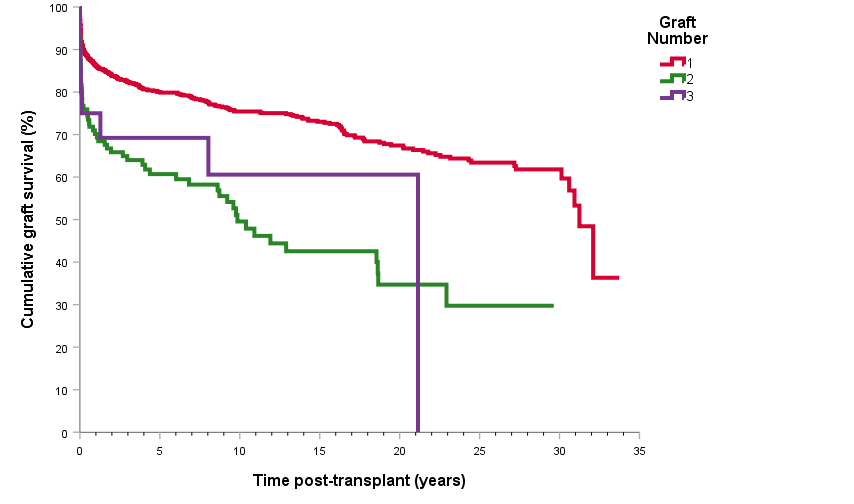 Graft
Number
1
2
3
Cumulative graft survival (%)
100
90
80
70
60
50
40
30
20
10
0
0 5 10 15 20 25 30 35
Time post-transplant (years)